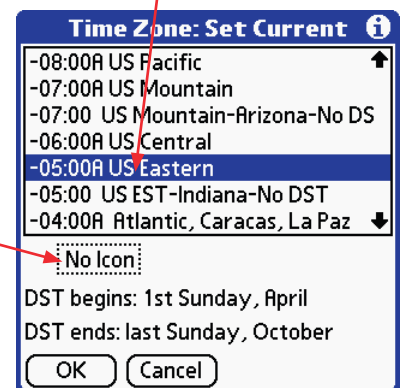 Time Zone: Set Current i
-08:00A US Pacific
-07:00A US Mountain
-07:00 US Mountain-Arizona-No DS
-06:00A US Central
-05:00A US Eastern
-05:00 US EST-Indiana-No DST
-04:00A Atlantic, Caracas, La Paz
No Icon
DST begins: 1st Sunday, April
DST ends: last Sunday, October
OK Cancel